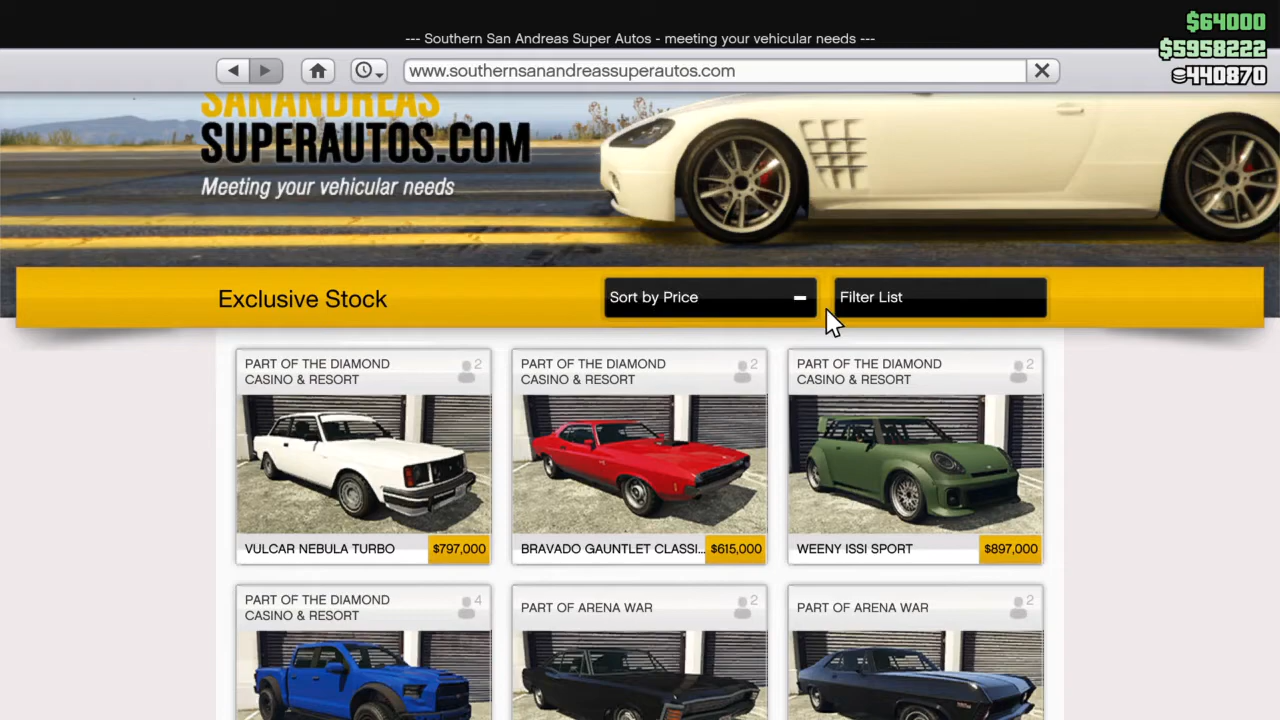 $64000
--- Southern San Andreas Super Autos - meeting your vehicular needs ---
$5958222
440870
www.southernsanandreassuperautos.com
SANANDREAS
SUPERAUTOS.COM
Meeting your vehicular needs
Exclusive Stock
Sort by Price
Filter List
PART OF THE DIAMOND
CASINO & RESORT
2
PART OF THE DIAMOND
CASINO & RESORT
2
PART OF THE DIAMOND
CASINO & RESORT
2
VULCAR NEBULA TURBO
$797,000
BRAVADO GAUNTLET CLASSI...
$615,000
WEENY ISSI SPORT
$897,000
PART OF THE DIAMOND
CASINO & RESORT
4
PART OF ARENA WAR
2
PART OF ARENA WAR
2